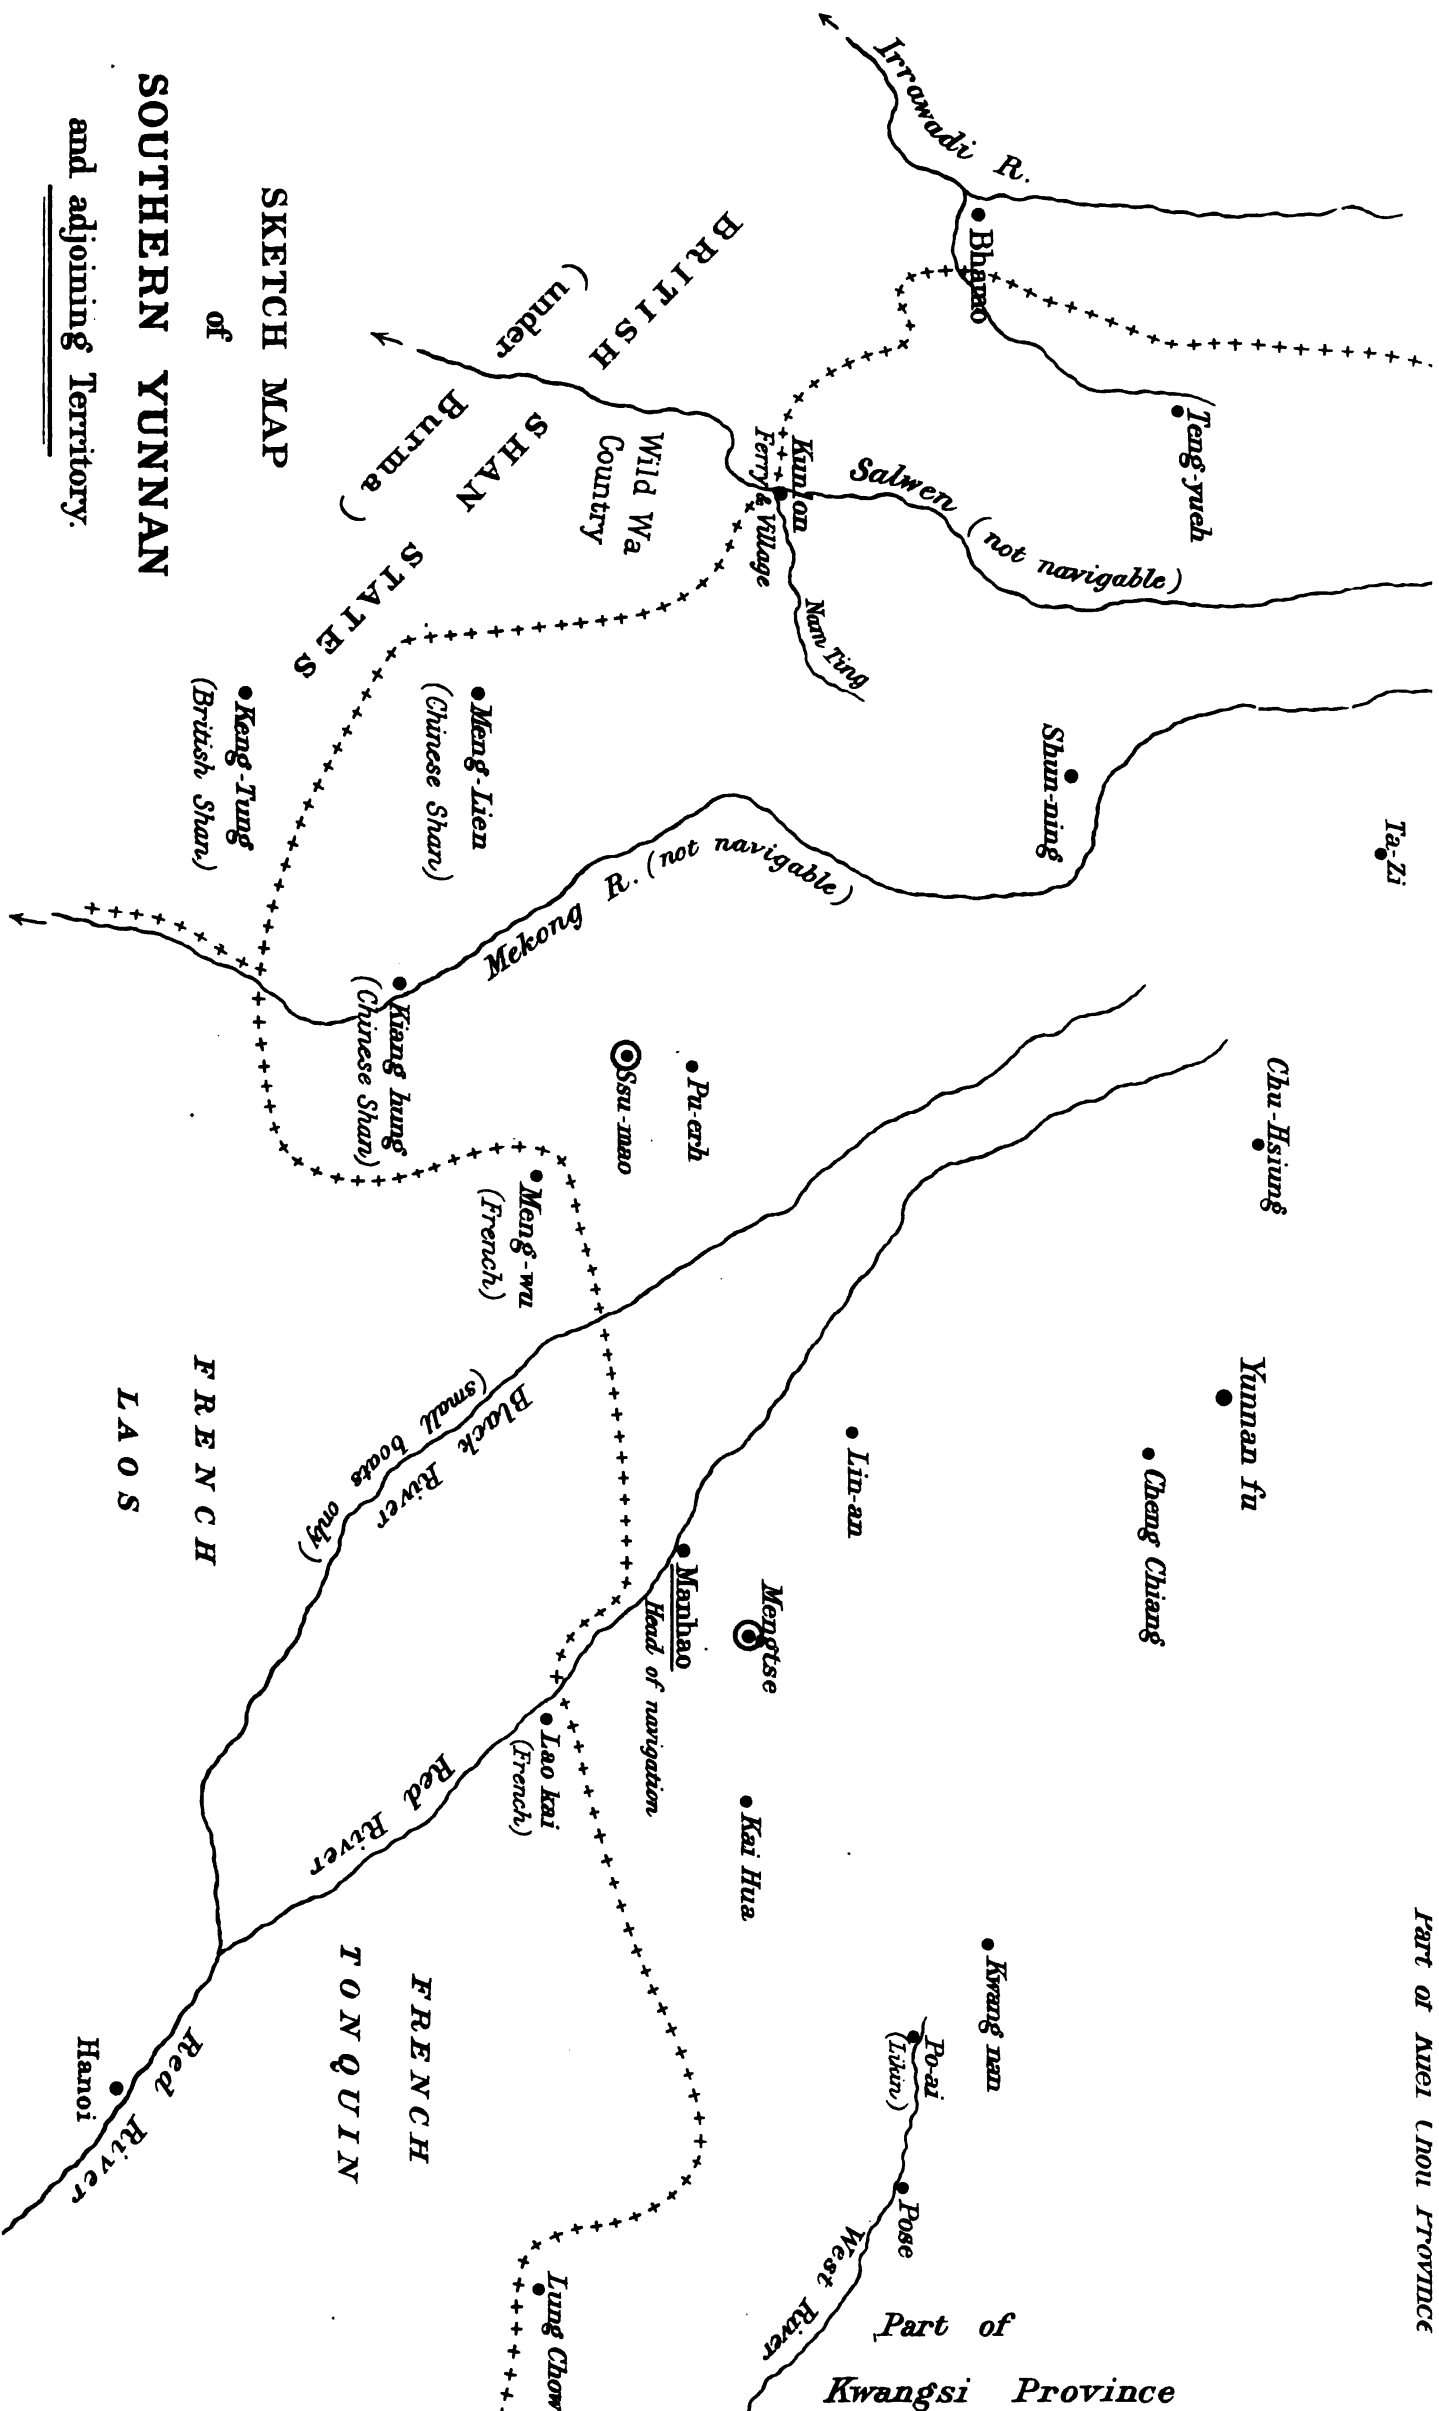 SKETCH MAP
of
SOUTHERN YUNNAN
and adjoining Territory.
Irrawadi R.
Bhamo
Teng-yueh
BRITISH
SHAN
STATES
(under
Burma)
Wild Wa
Country
Kunlon
Ferry & Village
Salwen (not navigable)
Nam Ting
Shun-ning
Ta-Zi
Meng-Lien
(Chinese Shan)
Keng-Tung
(British Shan)
Mekong R. (not navigable)
Kiang hung
(Chinese Shan)
Ssu-mao
Pu-erh
Chu-Hsiung
Meng-wu
(French)
Yunnan fu
Cheng Chiang
Lin-an
Black River
(small boats only)
FRENCH
LAOS
Manhao
Head of navigation
Mengtse
Lao kai
(French)
Kai Hua
Red River
FRENCH
TONQUIN
Kwang nan
Po-ai
(Likin)
Pose
West River
Hanoi
Red River
Lung Chow
Part of Kuei Chou Province
Part of
Kwangsi Province